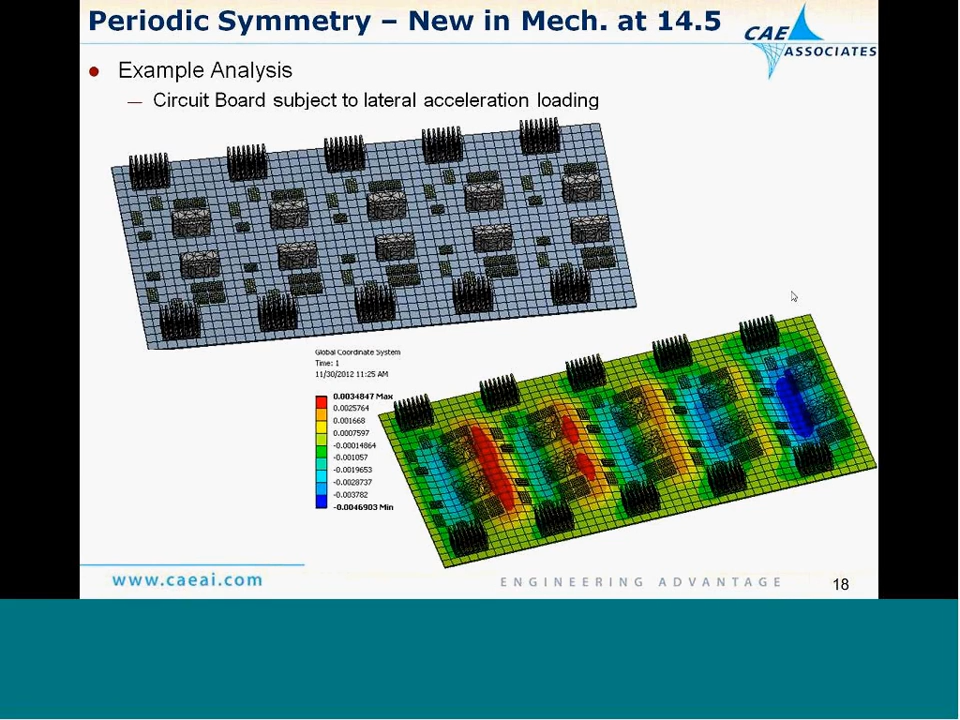 Periodic Symmetry – New in Mech. at 14.5
CAE
ASSOCIATES
Example Analysis
— Circuit Board subject to lateral acceleration loading
Global Coordinate System
Time: 1
11/30/2012 11:25 AM
0.0034847 Max
0.0025764
0.001668
0.0007597
-0.00014864
-0.001057
-0.0019653
-0.0028737
-0.003782
-0.0046903 Min
www.caeai.com
ENGINEERING ADVANTAGE
18